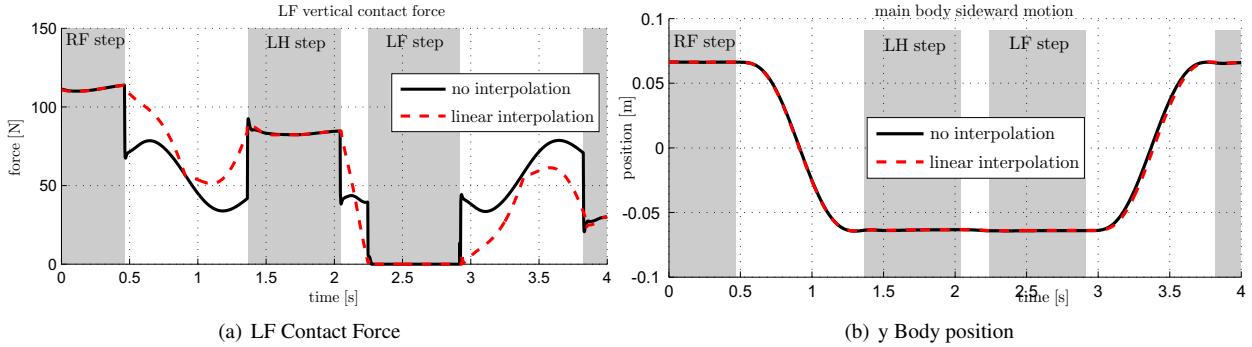 LF vertical contact force
150
100
50
0
force [N]
RF step
LH step
LF step
no interpolation
linear interpolation
0
0.5
1
1.5
2
2.5
3
3.5
4
time [s]
(a) LF Contact Force
main body sideward motion
0.1
0.05
0
-0.05
-0.1
position [m]
RF step
LH step
LF step
no interpolation
linear interpolation
0
0.5
1
1.5
2
2.5
3
3.5
4
time [s]
(b) y Body position